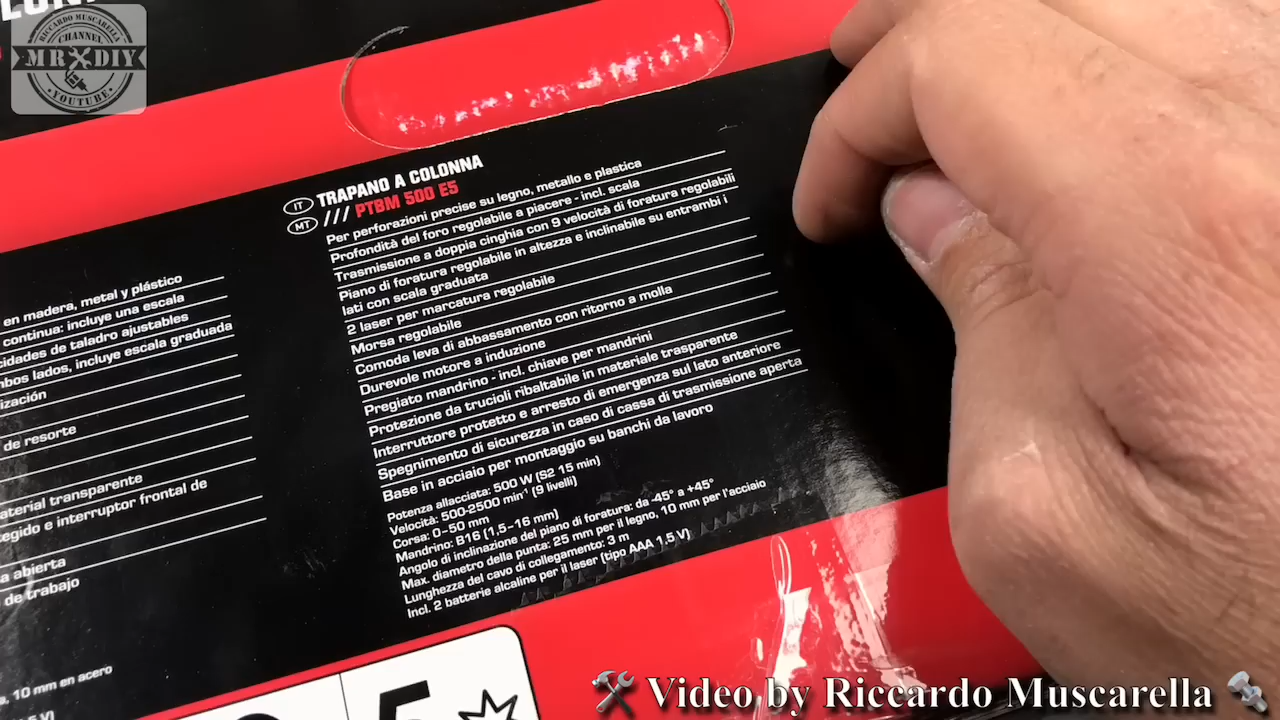 RICCARDO MUSCARELLA
CHANNEL
MR DIY
YOUTUBE
IT
MT
TRAPANO A COLONNA
/// PTBM 500 E5
Per perforazioni precise su legno, metallo e plastica
Profondità del foro regolabile a piacere - incl. scala
Trasmissione a doppia cinghia con 9 velocità di foratura regolabili
Piano di foratura regolabile in altezza e inclinabile su entrambi i
lati con scala graduata
2 laser per marcatura regolabile
Morsa regolabile
Comoda leva di abbassamento con ritorno a molla
Durevole motore a induzione
Pregiato mandrino - incl. chiave per mandrini
Protezione da trucioli ribaltabile in materiale trasparente
Interruttore protetto e arresto di emergenza sul lato anteriore
Spegnimento di sicurezza in caso di cassa di trasmissione aperta
Base in acciaio per montaggio su banchi da lavoro
Potenza allacciata: 500 W (S2 15 min)
Velocità: 500-2500 min⁻¹ (9 livelli)
Corsa: 0–50 mm
Mandrino: B16 (1,5–16 mm)
Angolo di inclinazione del piano di foratura: da -45° a +45°
Max. diametro della punta: 25 mm per il legno, 10 mm per l'acciaio
Lunghezza del cavo di collegamento: 3 m
Incl. 2 batterie alcaline per il laser (tipo AAA 1,5 V)
en madera, metal y plástico
continua: incluye una escala
cidades de taladro ajustables
mbos lados, incluye escala graduada
ización
de resorte
aterial transparente
tegido e interruptor frontal de
a abierta
de trabajo
a, 10 mm en acero
1,5 V)
5
Video by Riccardo Muscarella